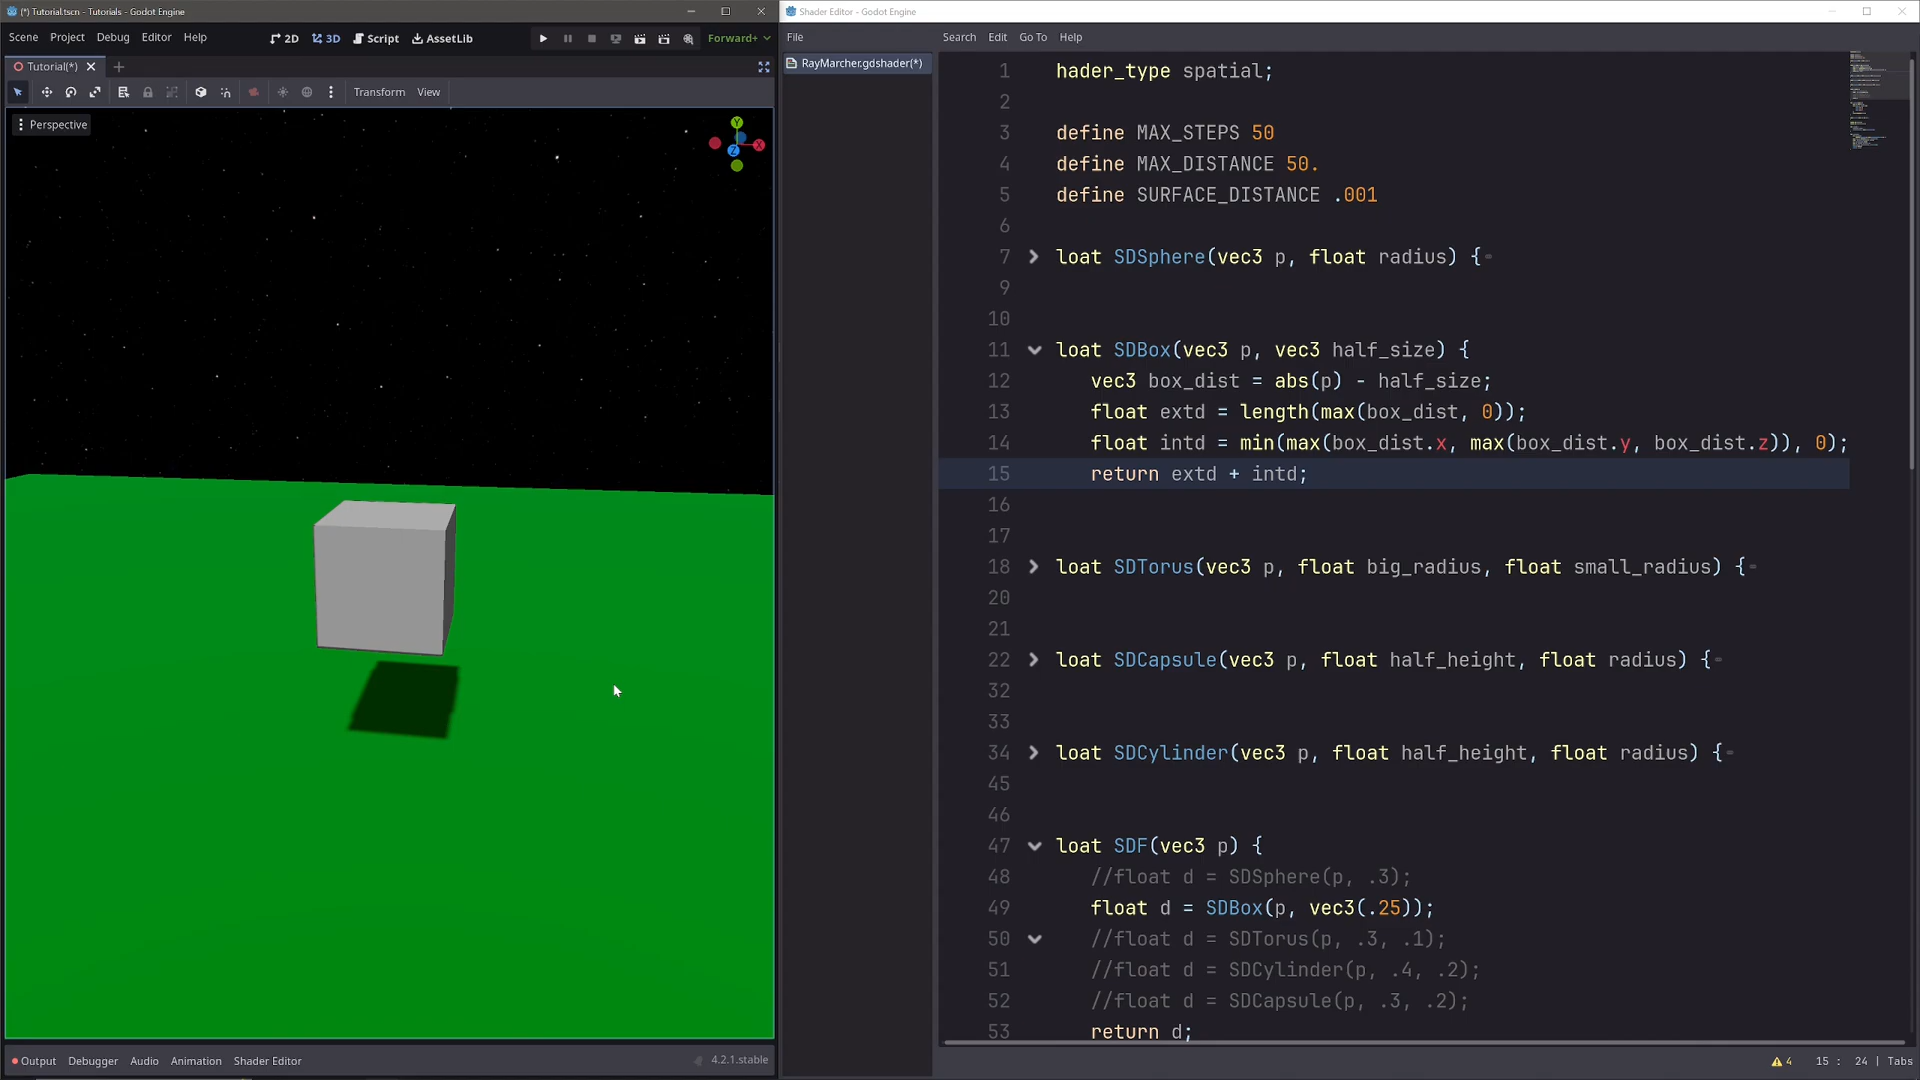 (*) Tutorial.tscn - Tutorials - Godot Engine
Scene Project Debug Editor Help
2D 3D Script AssetLib
Forward+
Tutorial(*)
Transform View
Perspective
Y
X
Z
Output Debugger Audio Animation Shader Editor
4.2.1.stable
Shader Editor - Godot Engine
File Search Edit Go To Help
RayMarcher.gdshader(*)
1 hader_type spatial;
2
3 define MAX_STEPS 50
4 define MAX_DISTANCE 50.
5 define SURFACE_DISTANCE .001
6
7 loat SDSphere(vec3 p, float radius) {
9
10
11 loat SDBox(vec3 p, vec3 half_size) {
12 vec3 box_dist = abs(p) - half_size;
13 float extd = length(max(box_dist, 0));
14 float intd = min(max(box_dist.x, max(box_dist.y, box_dist.z)), 0);
15 return extd + intd;
16
17
18 loat SDTorus(vec3 p, float big_radius, float small_radius) {
20
21
22 loat SDCapsule(vec3 p, float half_height, float radius) {
32
33
34 loat SDCylinder(vec3 p, float half_height, float radius) {
45
46
47 loat SDF(vec3 p) {
48 //float d = SDSphere(p, .3);
49 float d = SDBox(p, vec3(.25));
50 //float d = SDTorus(p, .3, .1);
51 //float d = SDCylinder(p, .4, .2);
52 //float d = SDCapsule(p, .3, .2);
53 return d;
4 15 : 24 | Tabs